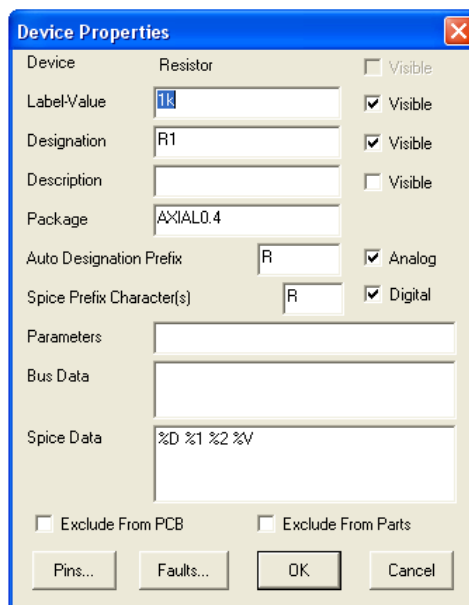 Device Properties
Device Resistor Visible
Label-Value 1k Visible
Designation R1 Visible
Description Visible
Package AXIAL0.4
Auto Designation Prefix R Analog
Spice Prefix Character(s) R Digital
Parameters
Bus Data
Spice Data %D %1 %2 %V
Exclude From PCB Exclude From Parts
Pins... Faults... OK Cancel